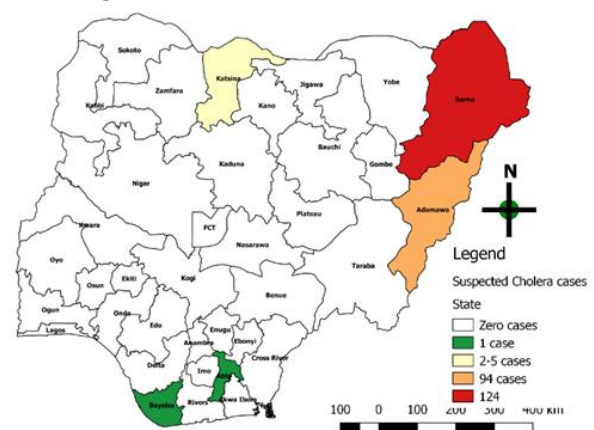 Sokoto
Katsina
Jigawa
Yobe
Borno
Kebbi
Zamfara
Kano
Bauchi
Gombe
Kaduna
Niger
Adamawa
Plateau
FCT
Kwara
Nasarawa
Taraba
Oyo
Kogi
Ekiti
Osun
Benue
Ogun
Ondo
Edo
Lagos
Enugu
Anambra
Ebonyi
Cross River
Delta
Imo
Abia
Bayelsa
Rivers
Akwa Ibom
N
Legend
Suspected Cholera cases
State
Zero cases
1 case
2-5 cases
94 cases
124
100 0 100 200 300 400 km